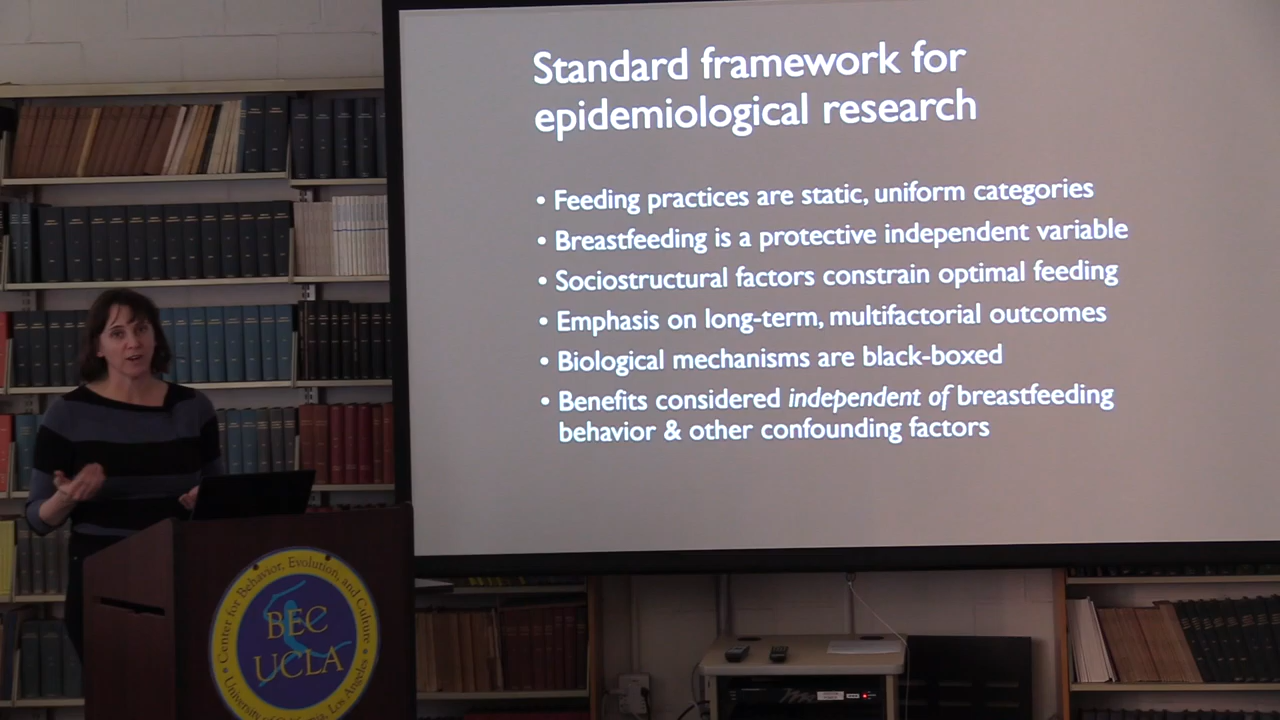 Standard framework for
epidemiological research
• Feeding practices are static, uniform categories
• Breastfeeding is a protective independent variable
• Sociostructural factors constrain optimal feeding
• Emphasis on long-term, multifactorial outcomes
• Biological mechanisms are black-boxed
• Benefits considered independent of breastfeeding
behavior & other confounding factors
Center for Behavior, Evolution, and Culture
BEC
UCLA
University of California, Los Angeles